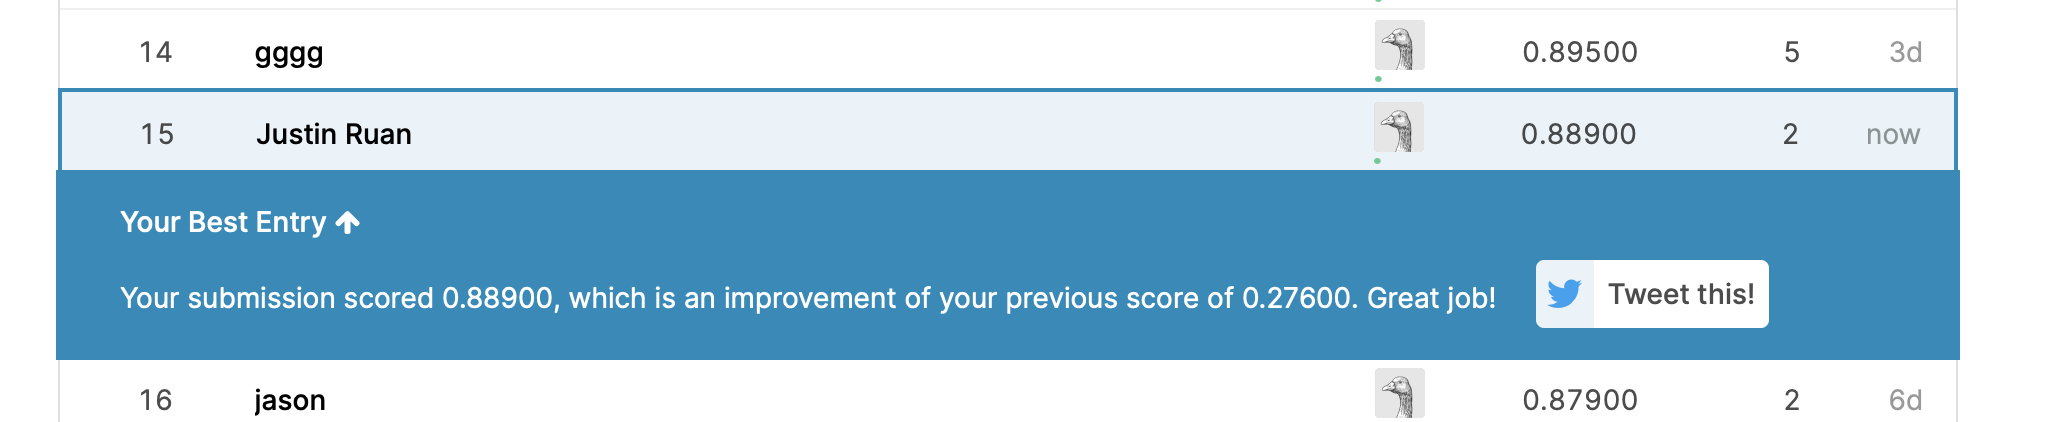 14 gggg 0.89500 5 3d
15 Justin Ruan 0.88900 2 now
Your Best Entry
Your submission scored 0.88900, which is an improvement of your previous score of 0.27600. Great job! Tweet this!
16 jason 0.87900 2 6d